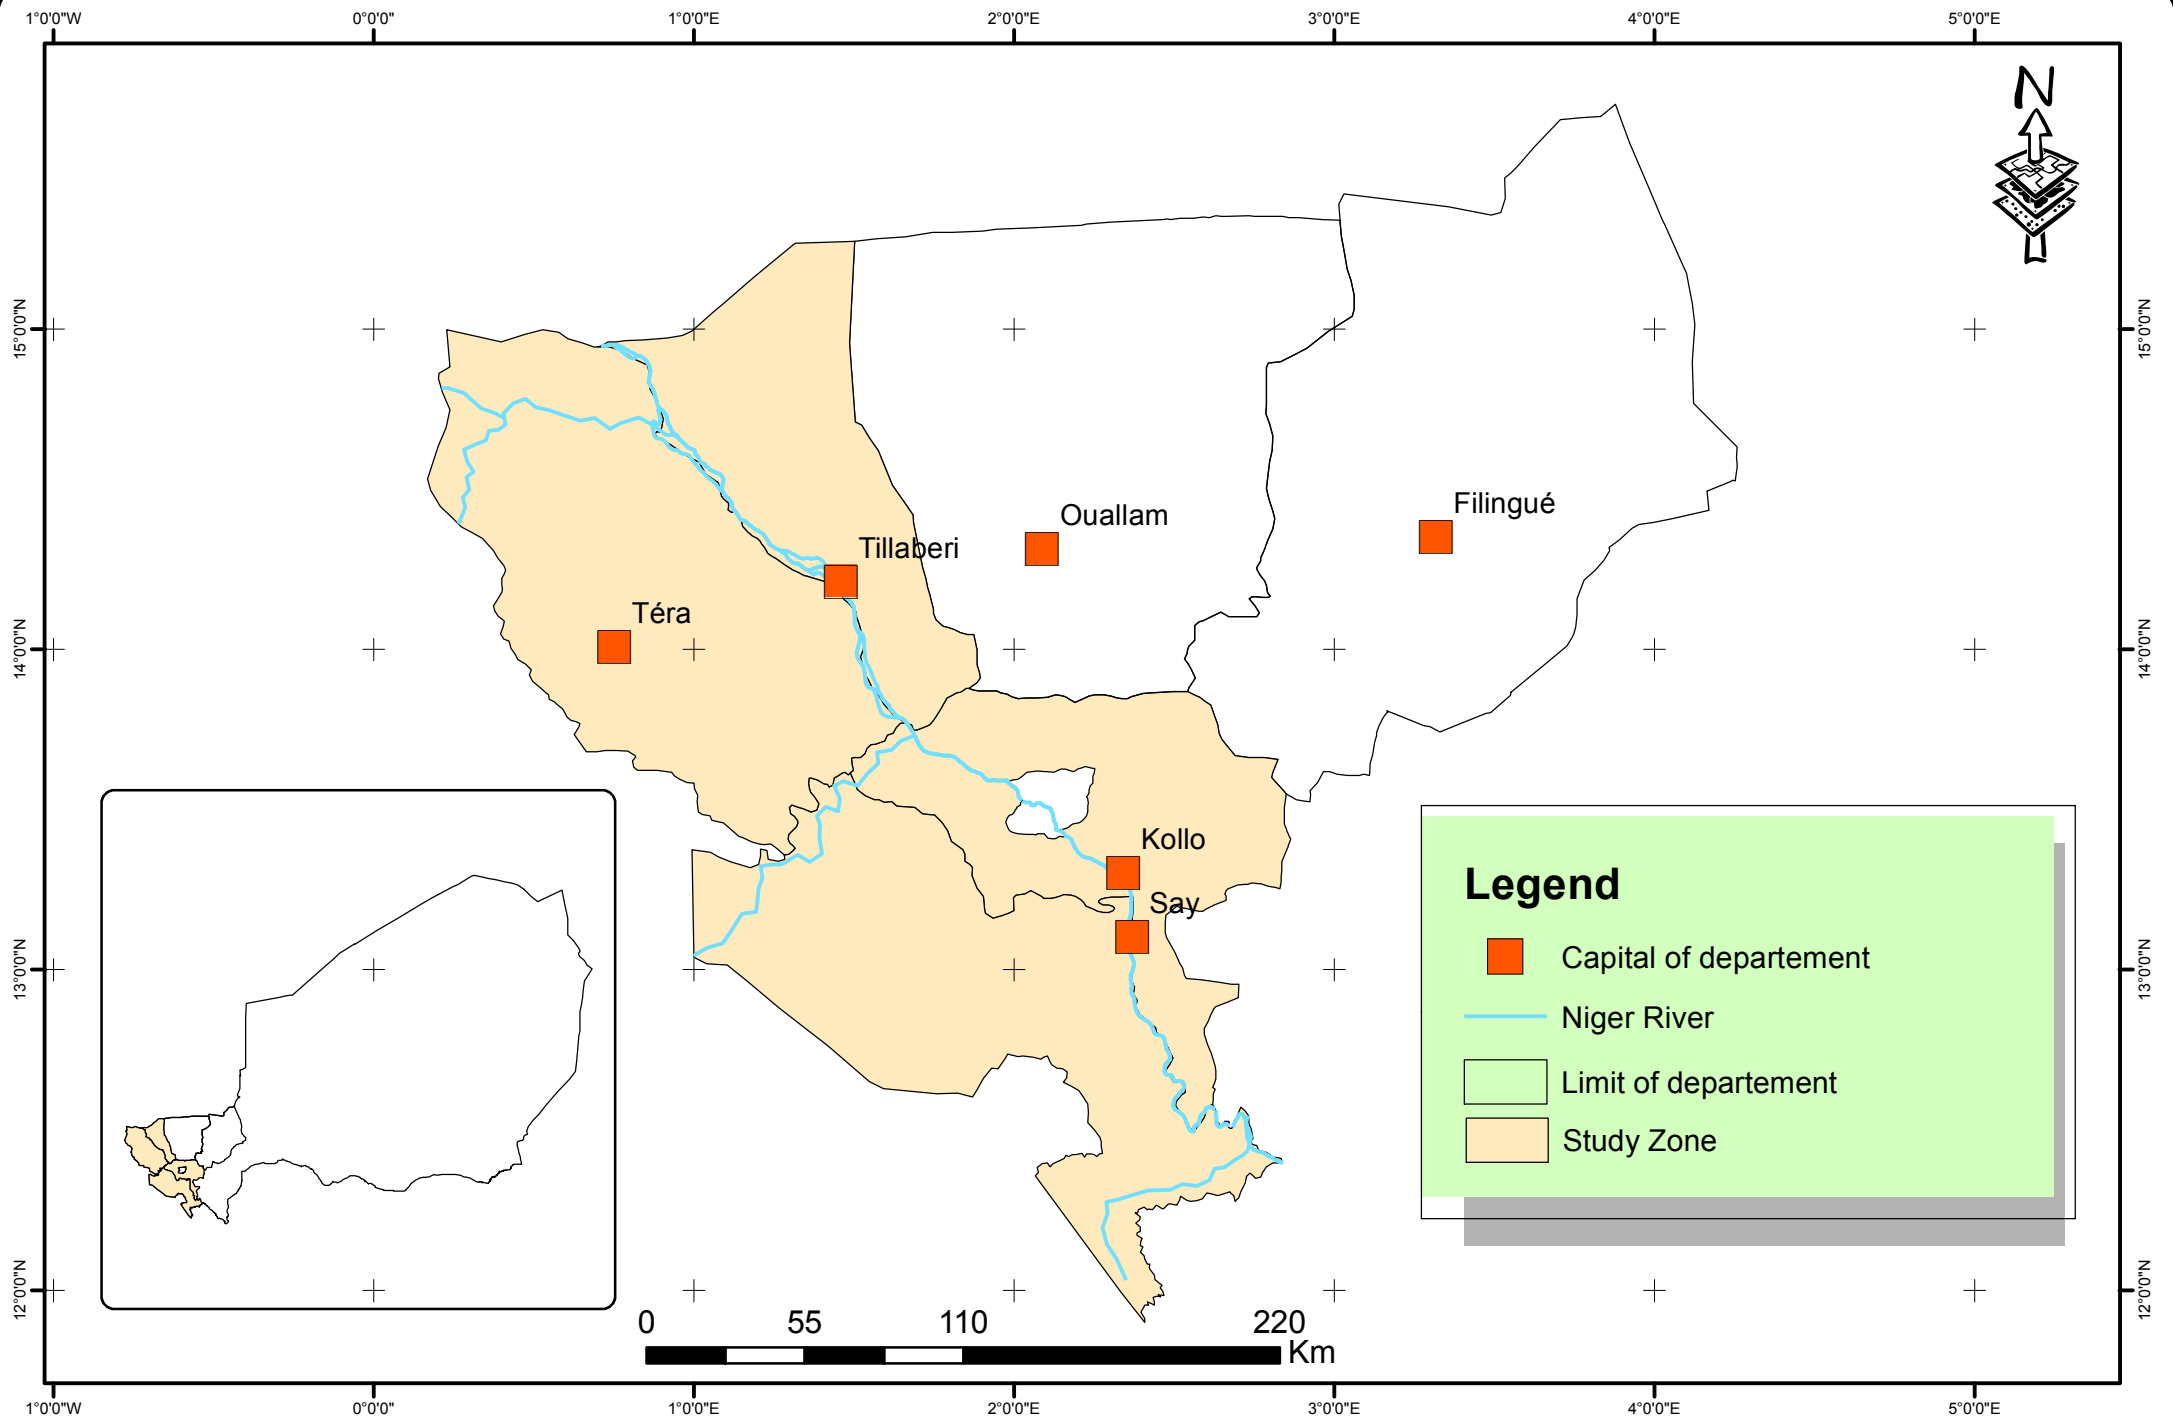 1°0'0"W 0°0'0" 1°0'0"E 2°0'0"E 3°0'0"E 4°0'0"E 5°0'0"E
N
15°0'0"N 15°0'0"N
Filingué
Ouallam
Tillaberi
Téra
14°0'0"N 14°0'0"N
Kollo
Say
13°0'0"N 13°0'0"N
Legend
Capital of departement
Niger River
Limit of departement
Study Zone
12°0'0"N 12°0'0"N
0 55 110 220
Km
1°0'0"W 0°0'0" 1°0'0"E 2°0'0"E 3°0'0"E 4°0'0"E 5°0'0"E